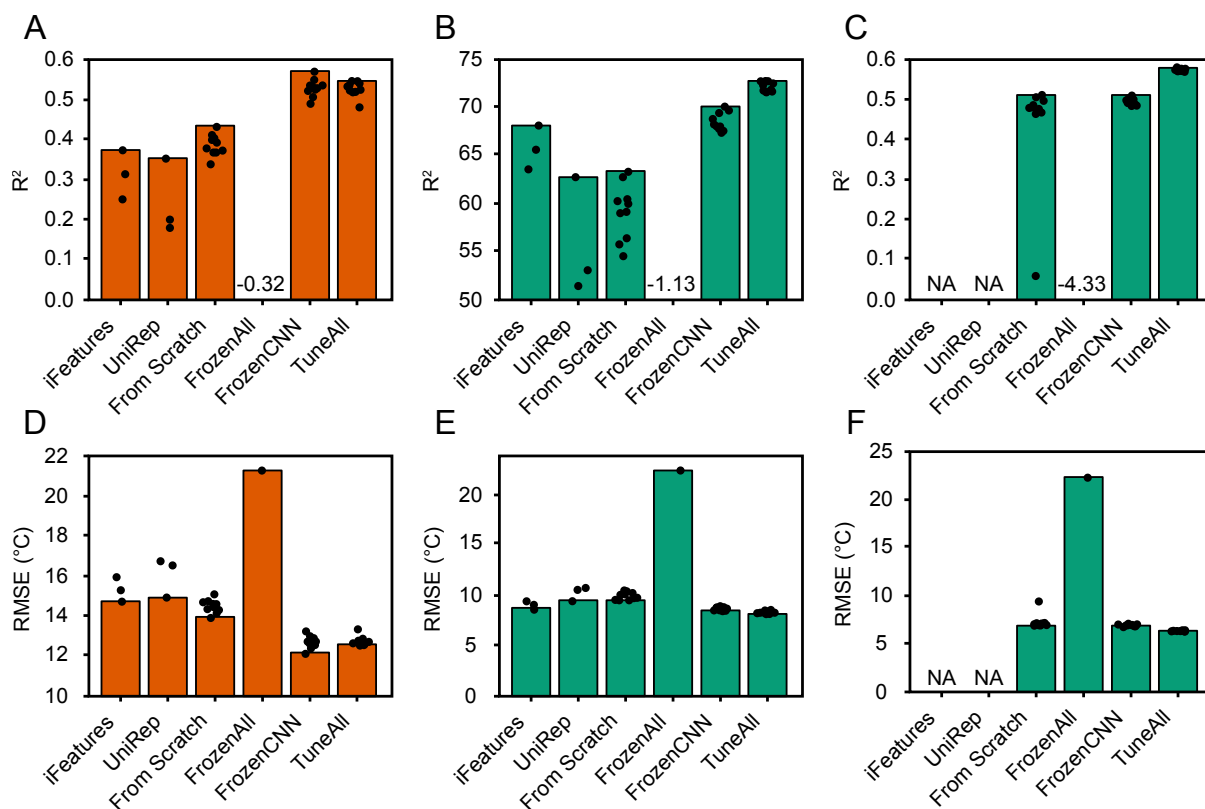 A
R²
0.6
0.5
0.4
0.3
0.2
0.1
0.0
-0.32
iFeatures
UniRep
From Scratch
FrozenAll
FrozenCNN
TuneAll
B
R²
75
70
65
60
55
50
-1.13
iFeatures
UniRep
From Scratch
FrozenAll
FrozenCNN
TuneAll
C
R²
0.6
0.5
0.4
0.3
0.2
0.1
0.0
NA
NA
-4.33
iFeatures
UniRep
From Scratch
FrozenAll
FrozenCNN
TuneAll
D
RMSE (°C)
22
20
18
16
14
12
10
iFeatures
UniRep
From Scratch
FrozenAll
FrozenCNN
TuneAll
E
RMSE (°C)
20
15
10
5
0
iFeatures
UniRep
From Scratch
FrozenAll
FrozenCNN
TuneAll
F
RMSE (°C)
25
20
15
10
5
0
NA
NA
iFeatures
UniRep
From Scratch
FrozenAll
FrozenCNN
TuneAll